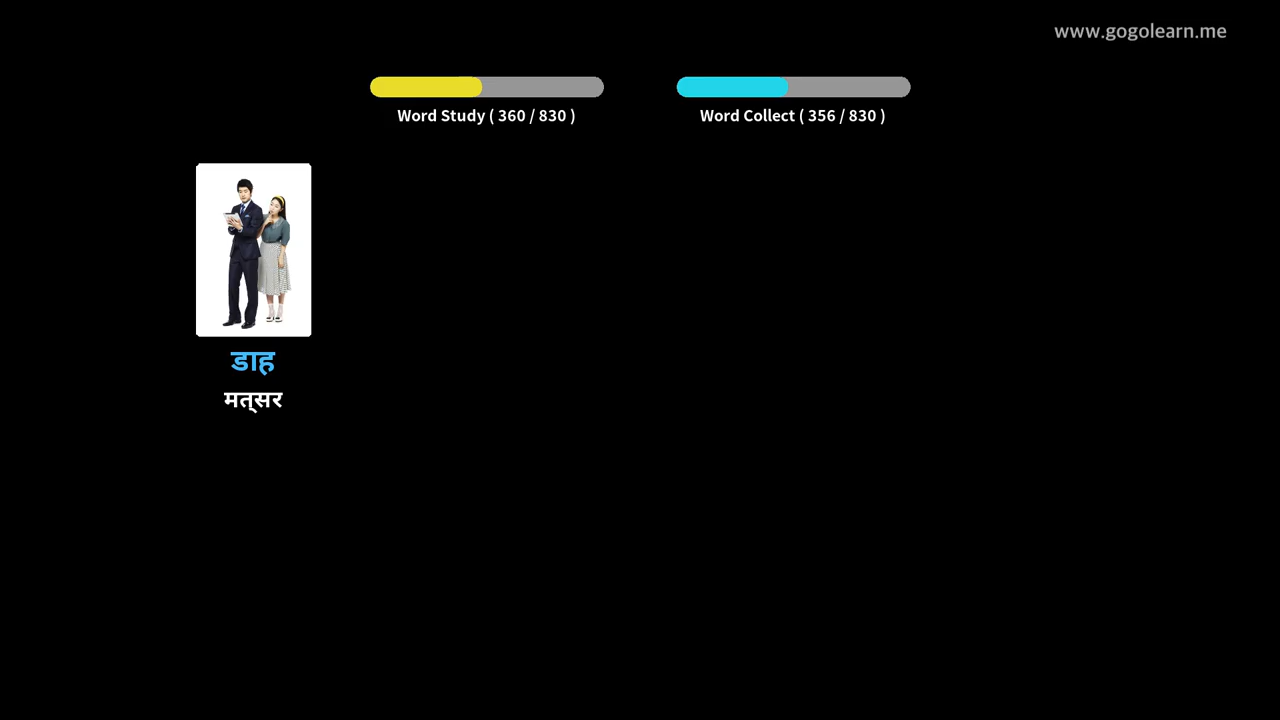 www.gogolearn.me
Word Study ( 360 / 830 )
Word Collect ( 356 / 830 )
डाह
मत्‌सर